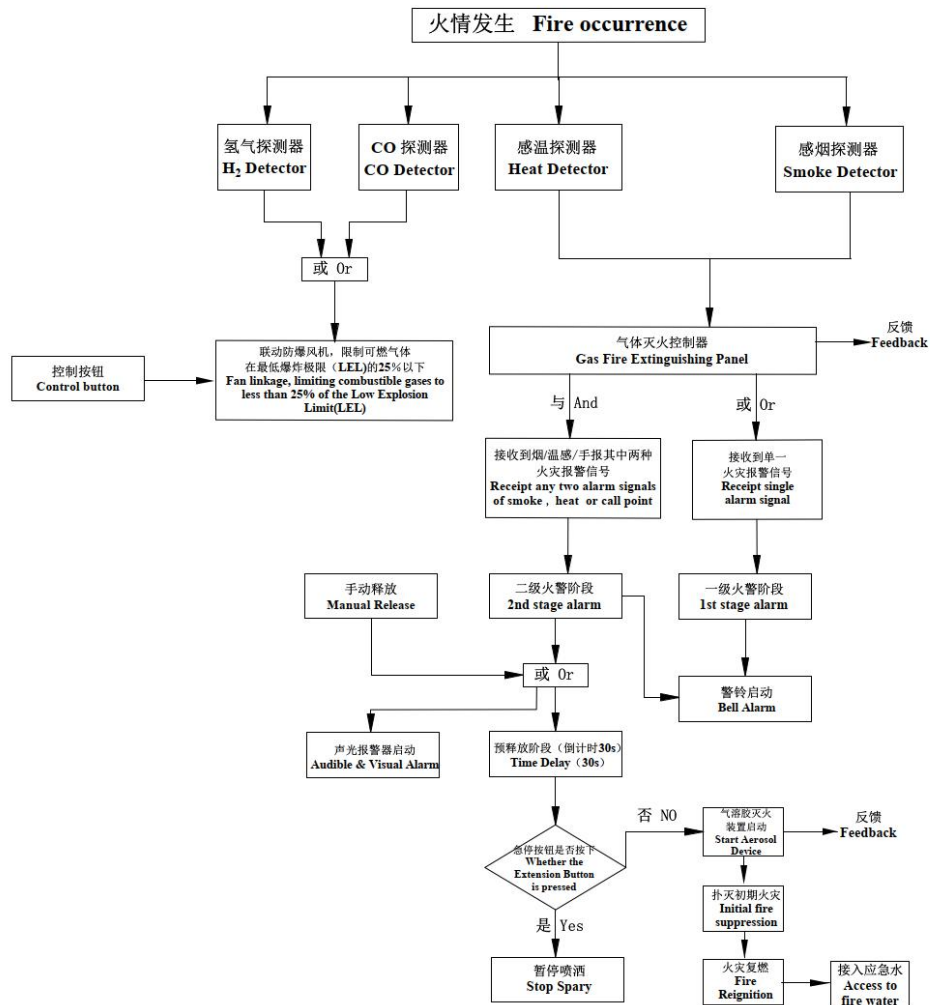 火情发生 Fire occurrence
氢气探测器
H₂ Detector
CO 探测器
CO Detector
感温探测器
Heat Detector
感烟探测器
Smoke Detector
或 Or
控制按钮
Control button
联动防爆风机，限制可燃气体
在最低爆炸极限（LEL)的25%以下
Fan linkage, limiting combustible gases to
less than 25% of the Low Explosion
Limit(LEL)
气体灭火控制器
Gas Fire Extinguishing Panel
反馈
Feedback
与 And
或 Or
接收到烟/温感/手报其中两种
火灾报警信号
Receipt any two alarm signals
of smoke , heat or call point
接收到单一
火灾报警信号
Receipt single
alarm signal
手动释放
Manual Release
二级火警阶段
2nd stage alarm
一级火警阶段
1st stage alarm
或 Or
警铃启动
Bell Alarm
声光报警器启动
Audible & Visual Alarm
预释放阶段（倒计时30s）
Time Delay（30s）
急停按钮是否按下
Whether the
Extension Button
is pressed
否 NO
气溶胶灭火
装置启动
Start Aerosol
Device
反馈
Feedback
扑灭初期火灾
Initial fire
suppression
是 Yes
暂停喷洒
Stop Spary
火灾复燃
Fire
Reignition
接入应急水
Access to
fire water